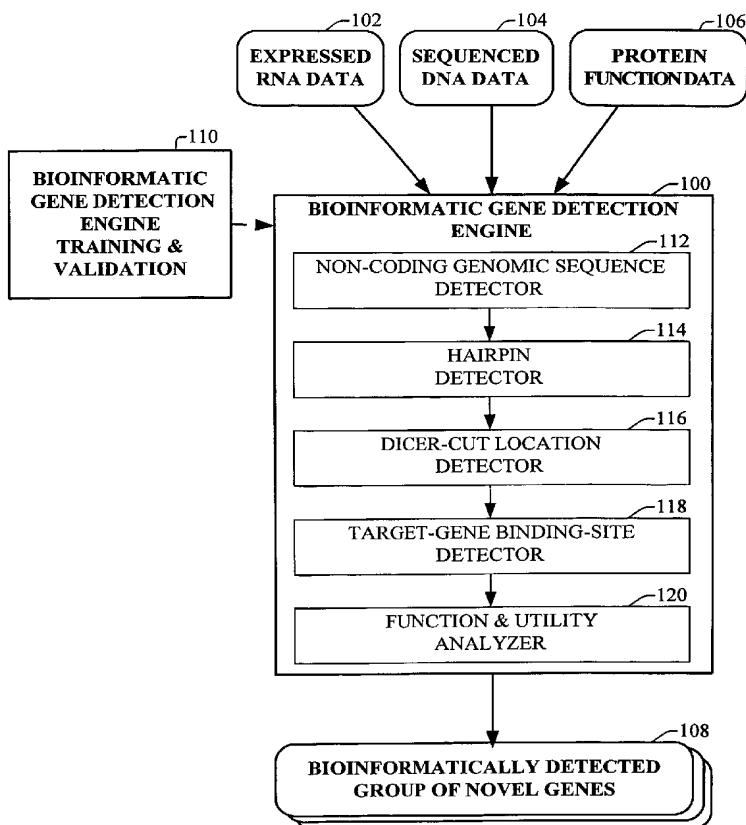 102
EXPRESSED
RNA DATA
104
SEQUENCED
DNA DATA
106
PROTEIN
FUNCTION DATA
110
BIOINFORMATIC
GENE DETECTION
ENGINE
TRAINING &
VALIDATION
100
BIOINFORMATIC GENE DETECTION
ENGINE
112
NON-CODING GENOMIC SEQUENCE
DETECTOR
114
HAIRPIN
DETECTOR
116
DICER-CUT LOCATION
DETECTOR
118
TARGET-GENE BINDING-SITE
DETECTOR
120
FUNCTION & UTILITY
ANALYZER
108
BIOINFORMATICALLY DETECTED
GROUP OF NOVEL GENES